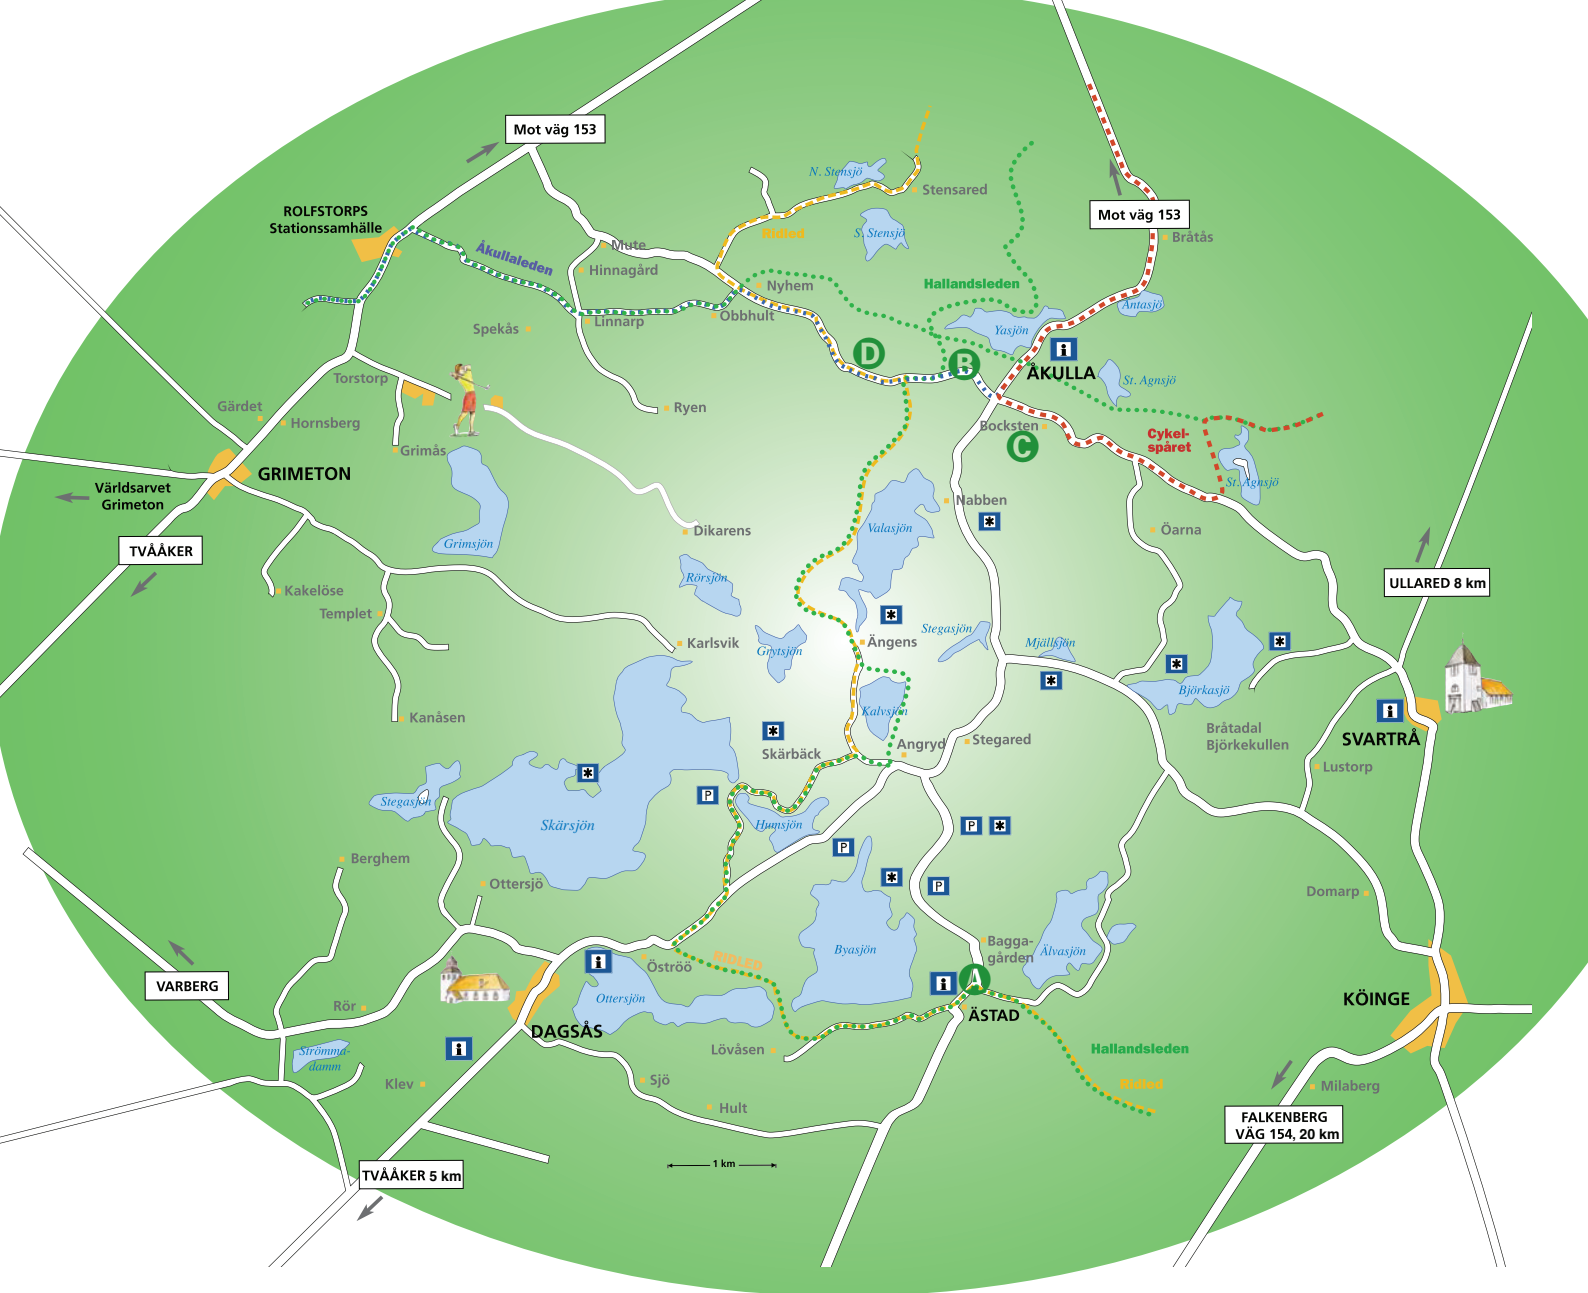 Mot väg 153
N. Stensjö
Stensared
ROLFSTORPS
Stationssamhälle
Mot väg 153
Ridled
S. Stensjö
Bråtås
Mute
Åkullaleden
Hinnagård
Nyhem
Hallandsleden
Antasjö
Obbhult
Linnarp
Spekås
Yasjön
D
B
i
ÅKULLA
Torstorp
St. Agnsjö
Gärdet
Ryen
Hornsberg
Bocksten
C
Cykel-
spåret
Grimås
GRIMETON
St. Agnsjö
Världsarvet
Grimeton
Nabben
Valasjön
Öarna
Dikarens
Grimsjön
TVÅÅKER
Rörsjön
ULLARED 8 km
Kakelöse
Templet
Stegasjön
Karlsvik
Ängens
Mjällsjön
Grytsjön
Björkasjö
Kanåsen
Kalvsjön
i
Bråtadal
Björkekullen
SVARTRÅ
Skärbäck
Angryd
Stegared
Lustorp
Stegasjön
P
Skärsjön
Humsjön
P
P
Berghem
Ottersjö
P
Domarp
Bagga-
gården
Byasjön
Älvasjön
RIDLED
i
Öströö
VARBERG
A
i
Ottersjön
KÖINGE
Rör
ÄSTAD
DAGSÅS
i
Strömma-
damm
Lövåsen
Hallandsleden
Klev
Sjö
Ridled
Milaberg
Hult
FALKENBERG
VÄG 154, 20 km
1 km
TVÅÅKER 5 km